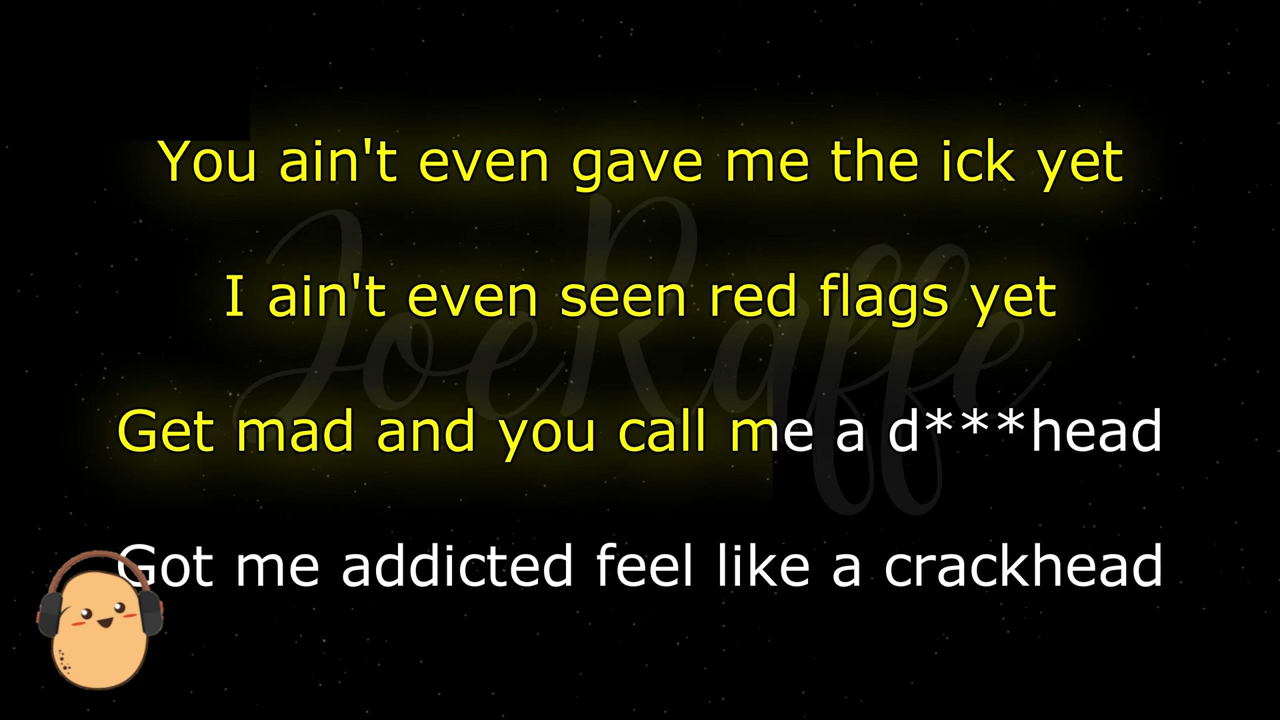 You ain't even gave me the ick yet
I ain't even seen red flags yet
JoeRaffe
Get mad and you call me a d***head
Got me addicted feel like a crackhead